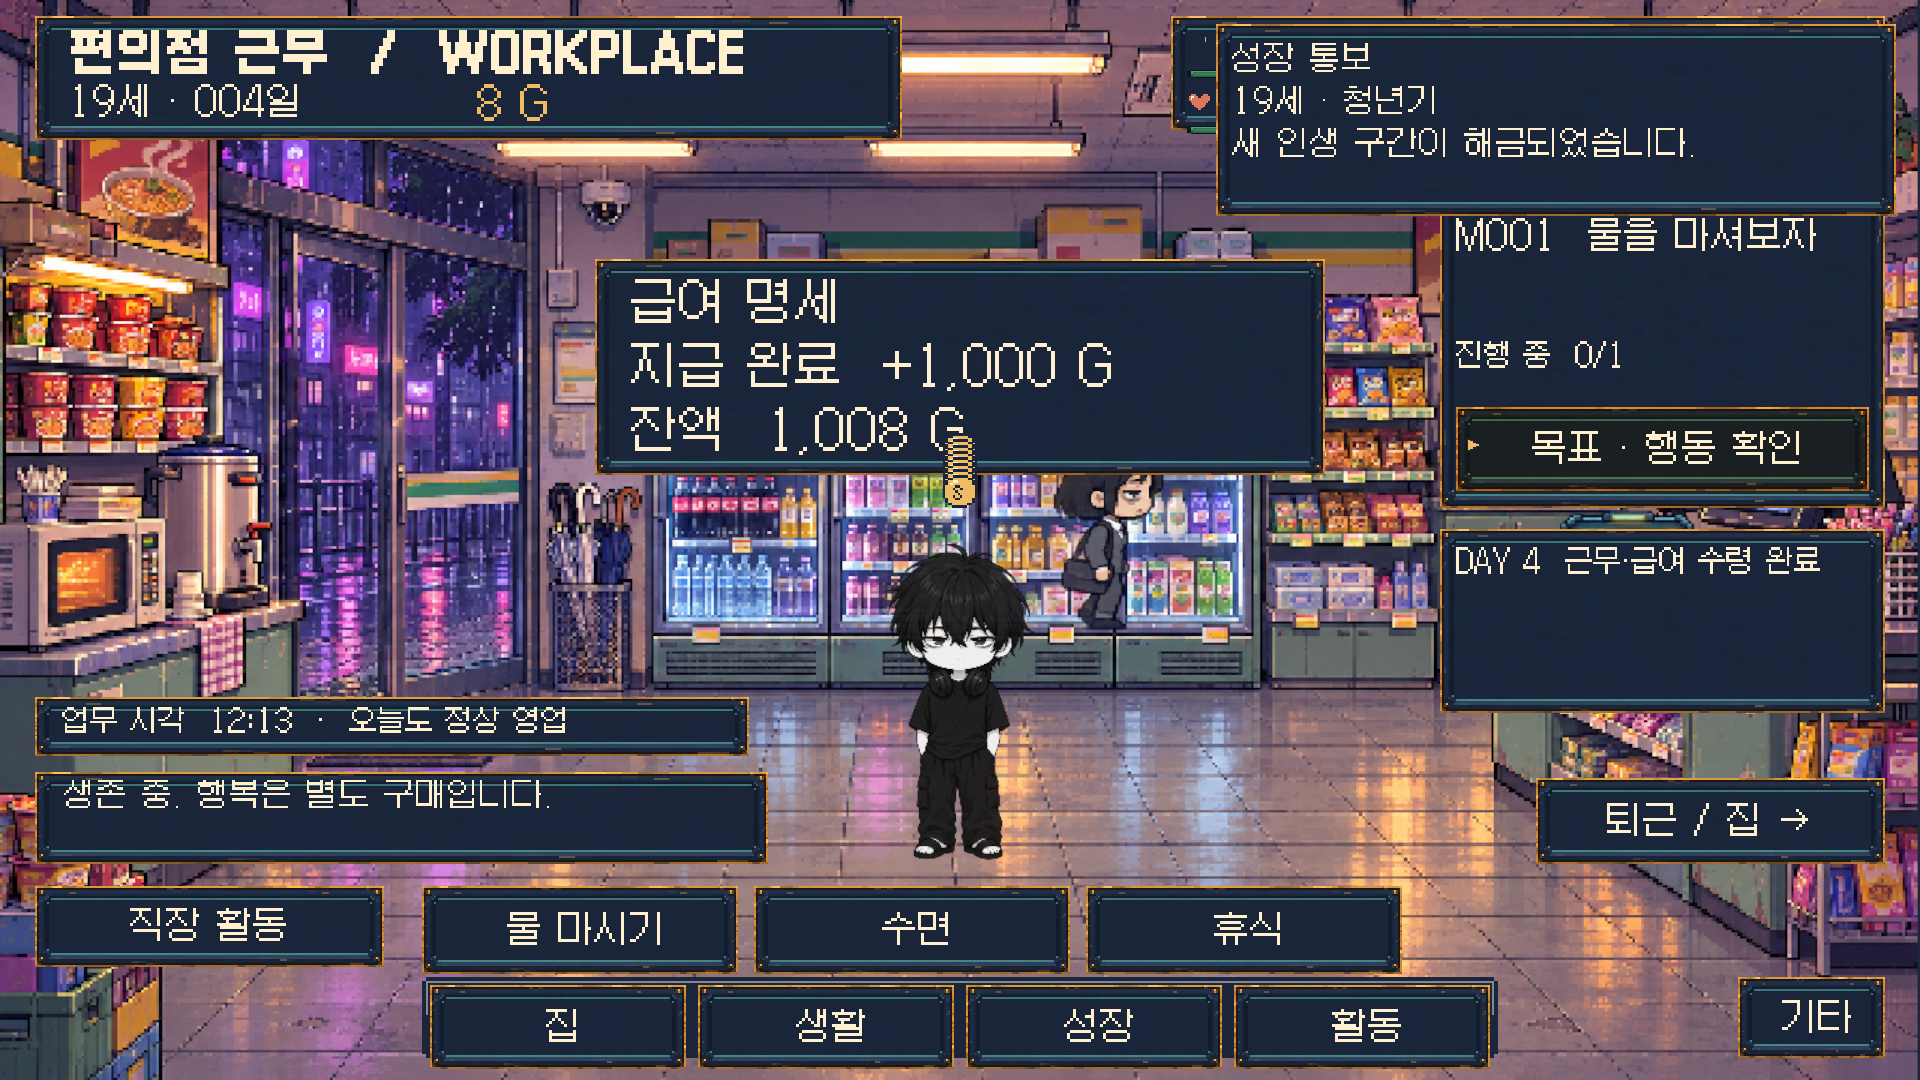 편의점 근무 / WORKPLACE
19세 · 004일 8 G
성장 통보
19세 · 청년기
새 인생 구간이 해금되었습니다.
M001 물을 마셔보자
진행 중 0/1
목표 · 행동 확인
급여 명세
지급 완료 +1,000 G
잔액 1,008 G
DAY 4 근무·급여 수령 완료
업무 시각 12:13 · 오늘도 정상 영업
생존 중. 행복은 별도 구매입니다.
퇴근 / 집 →
직장 활동
물 마시기
수면
휴식
집
생활
성장
활동
기타